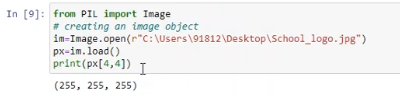 In [9]: from PIL import Image
# creating an image object
im=Image.open(r"C:\Users\91812\Desktop\School_logo.jpg")
px=im.load()
print(px[4,4])
(255, 255, 255)